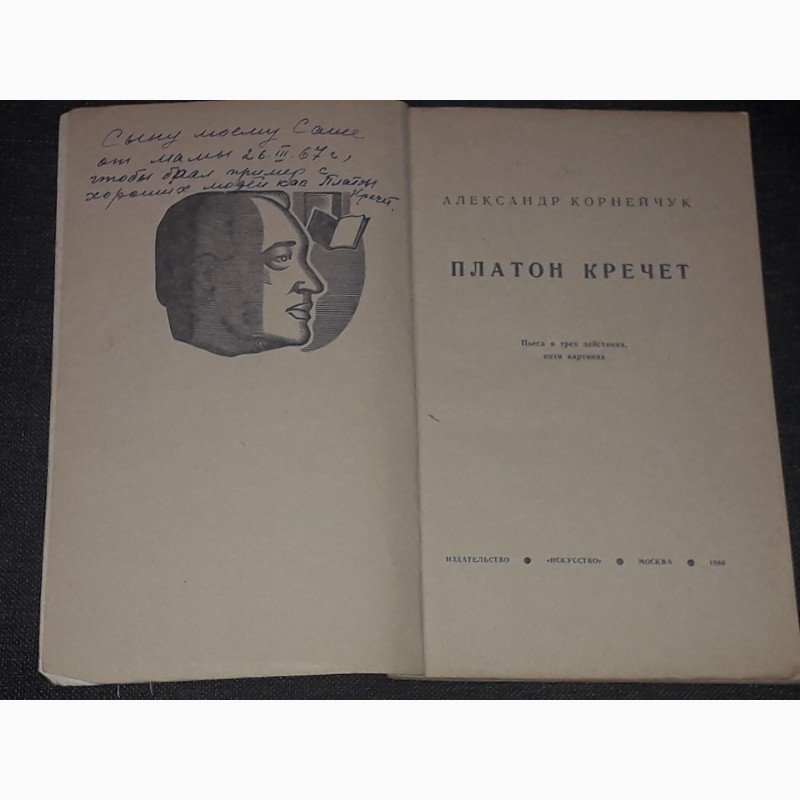 Сыну моему Саше
от мамы 26.III.67 г,
чтобы брал пример с
хороших людей как Платон
Кречет.
АЛЕКСАНДР КОРНЕЙЧУК
ПЛАТОН КРЕЧЕТ
Пьеса в трех действиях,
пяти картинах
ИЗДАТЕЛЬСТВО ● «ИСКУССТВО» ● МОСКВА ● 1966